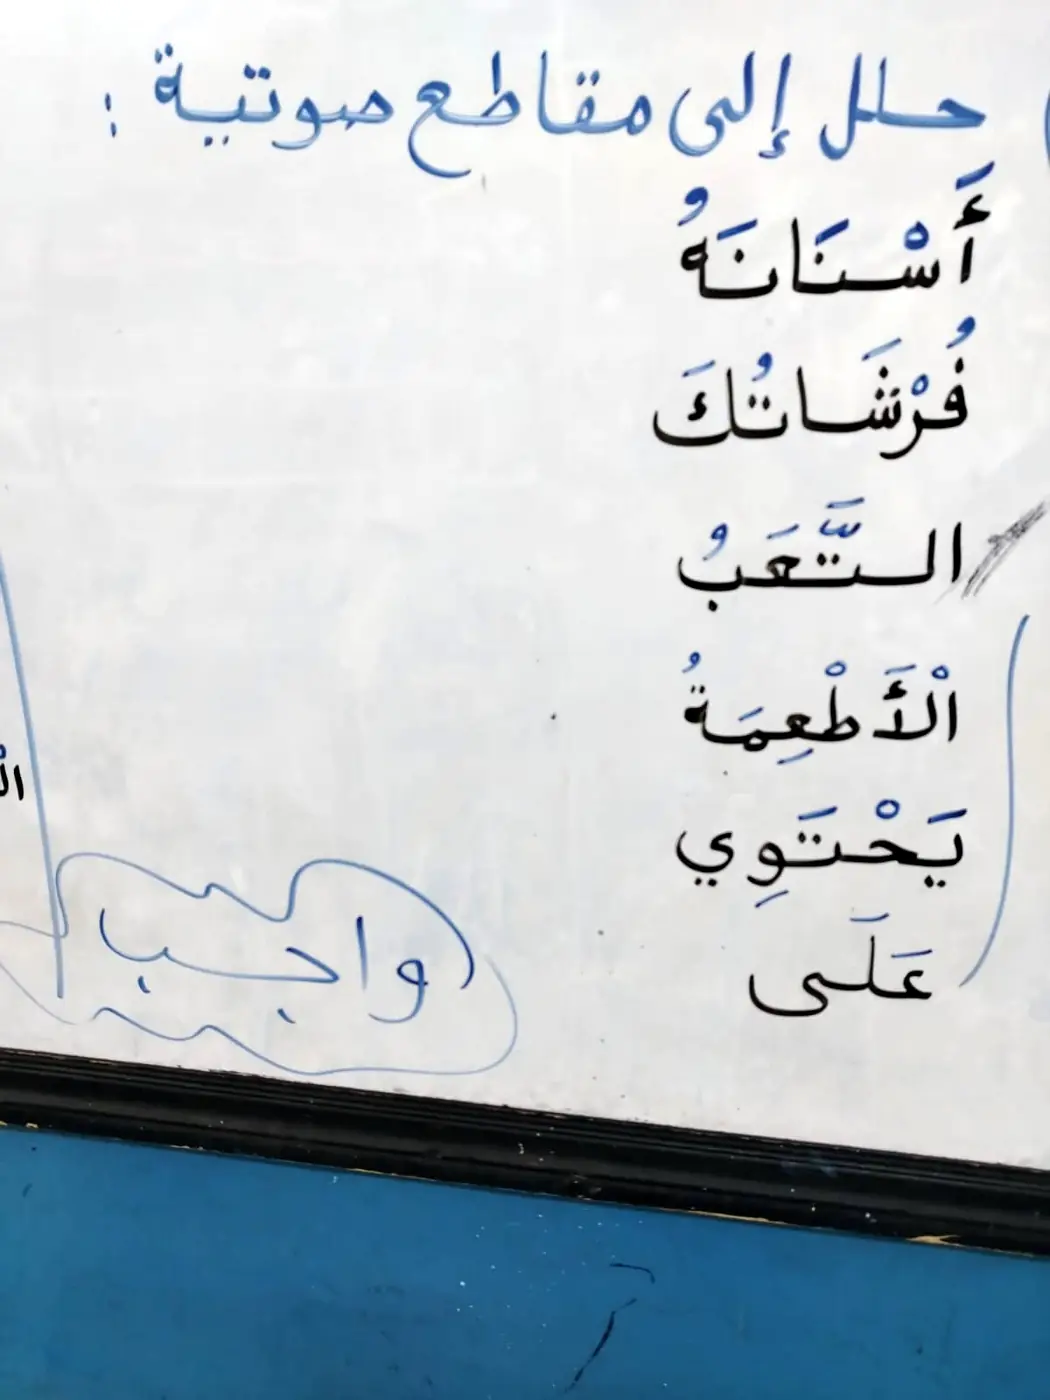 حلل إلى مقاطع صوتية :
أَسْنَانَهُ
فُرْشَاتُكَ
التَّعَبُ
الْأَطْعِمَةُ
يَحْتَوِي
عَلَى
واجب